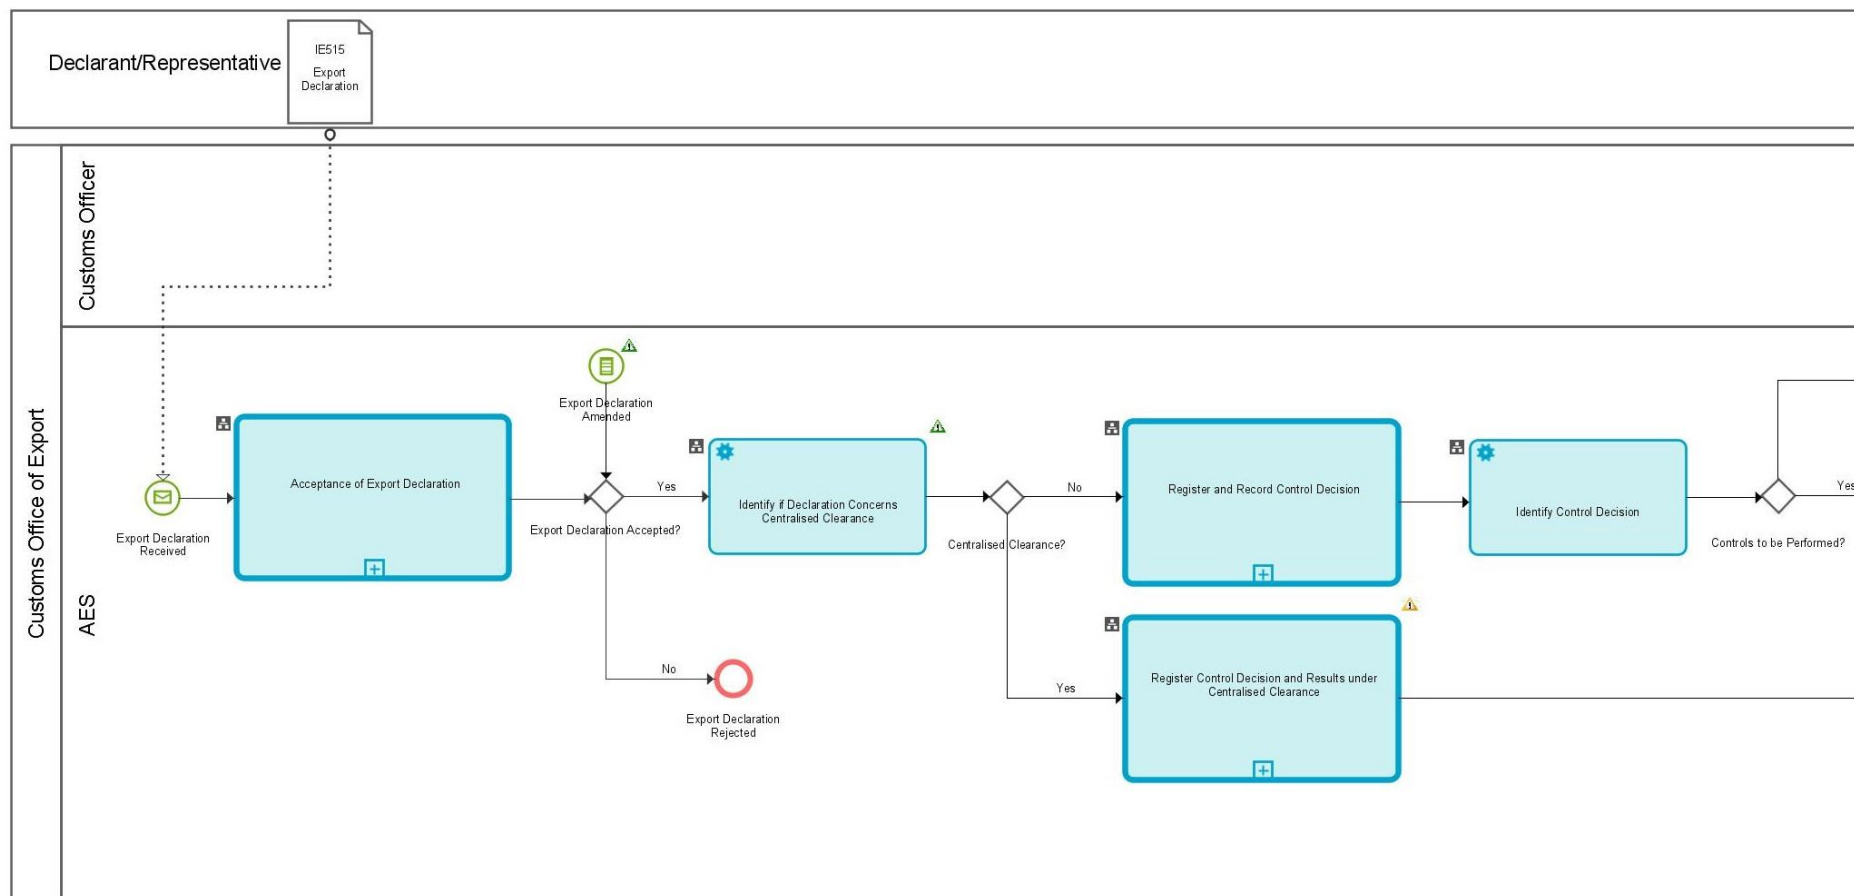 Declarant/Representative
IE515
Export
Declaration
Customs Office of Export
Customs Officer
AES
Export Declaration
Received
Acceptance of Export Declaration
Export Declaration
Amended
Export Declaration Accepted?
Yes
No
Export Declaration
Rejected
Identify if Declaration Concerns
Centralised Clearance
Centralised Clearance?
No
Yes
Register and Record Control Decision
Register Control Decision and Results under
Centralised Clearance
Identify Control Decision
Controls to be Performed?
Yes